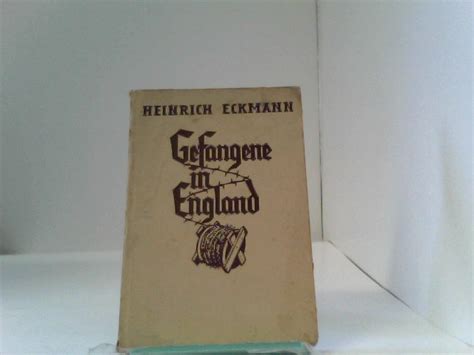 HEINRICH ECKMANN
Gefangene
in
England